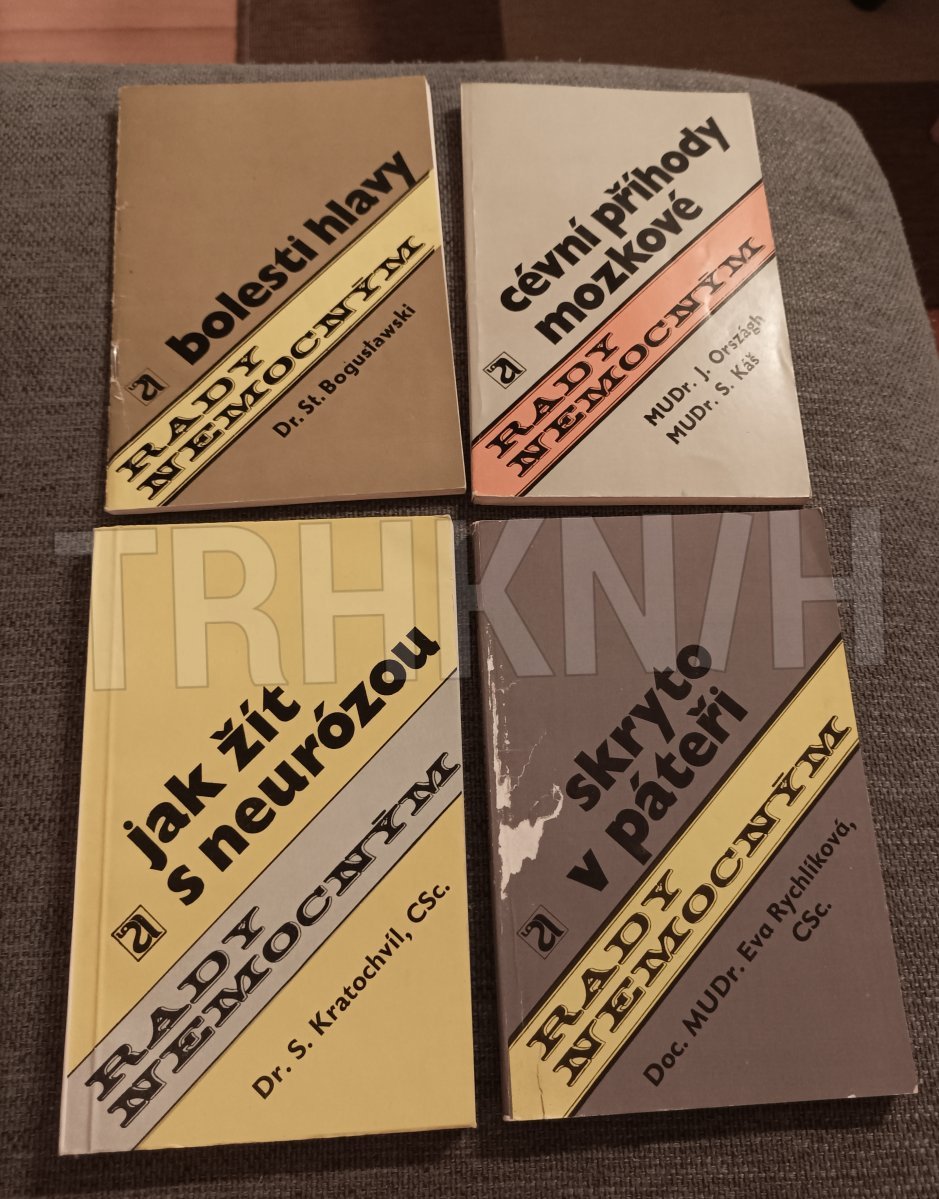 bolesti hlavy
RADY
NEMOCNÝM
Dr. St. Bogusławski
cévní příhody
mozkové
RADY
NEMOCNÝM
MUDr. J.Országh
MUDr. S. Káš
TRHKNIH
jak žít
s neurózou
RADY
NEMOCNÝM
Dr. S. Kratochvíl, CSc.
skryto
v páteři
RADY
NEMOCNÝM
Doc. MUDr. Eva Rychlíková,
CSc.